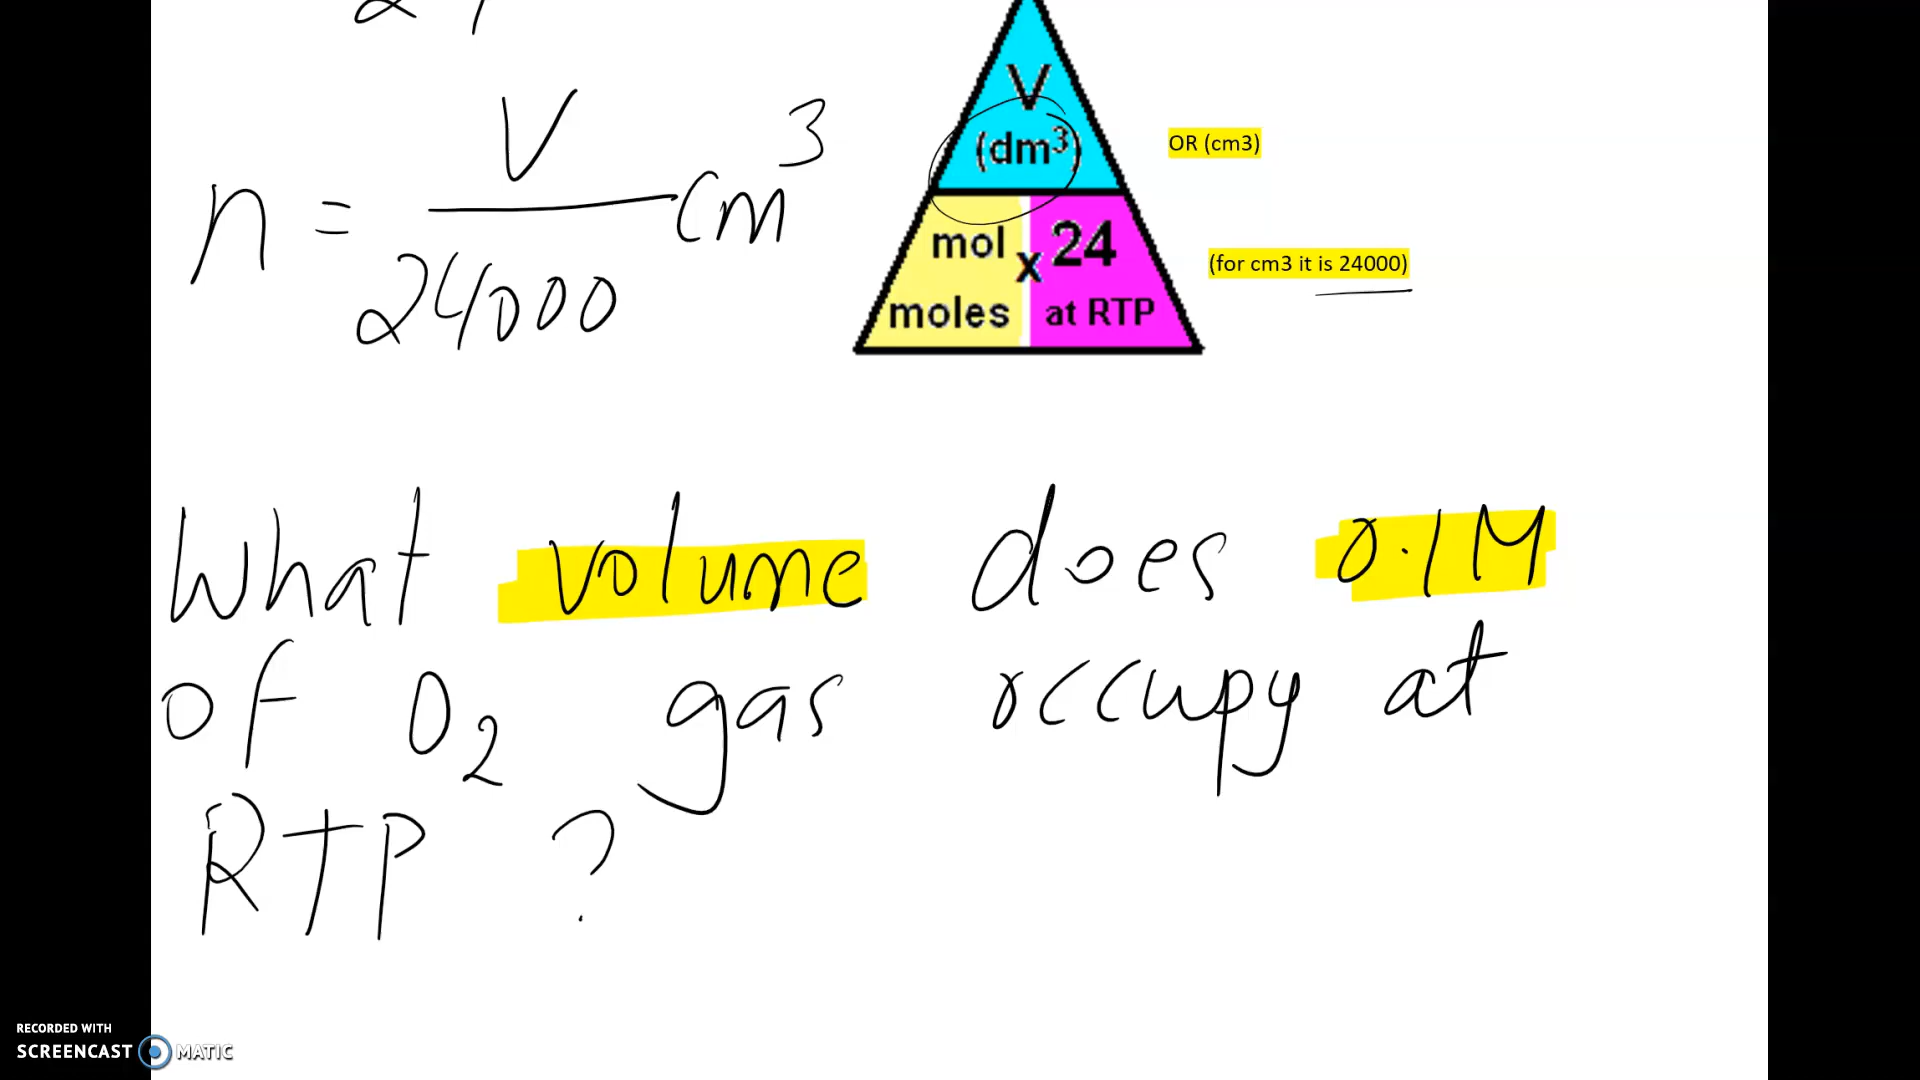 V
n = —— cm³
24000
V
(dm³)
OR (cm3)
mol x 24
moles at RTP
(for cm3 it is 24000)
What volume does 0.1M
of O₂ gas occupy at
RTP ?
RECORDED WITH
SCREENCAST MATIC